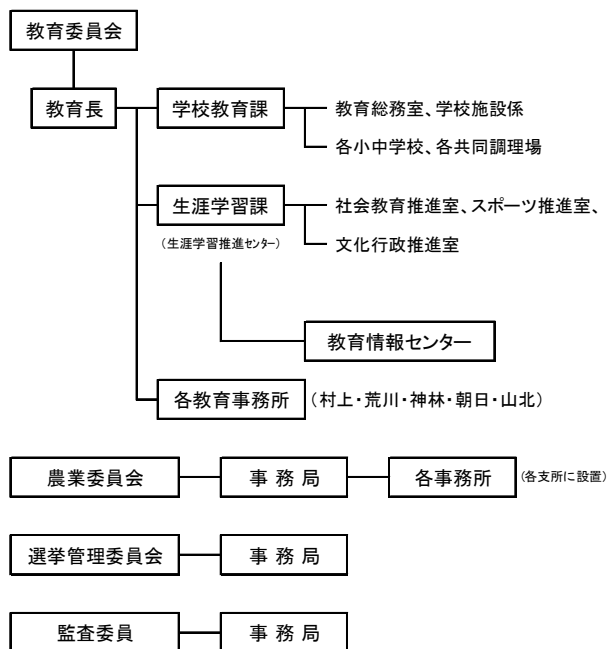 教育委員会
教育長
学校教育課
教育総務室、学校施設係
各小中学校、各共同調理場
生涯学習課
(生涯学習推進センター)
社会教育推進室、スポーツ推進室、
文化行政推進室
教育情報センター
各教育事務所 (村上・荒川・神林・朝日・山北)
農業委員会 事 務 局 各事務所 (各支所に設置)
選挙管理委員会 事 務 局
監査委員 事 務 局